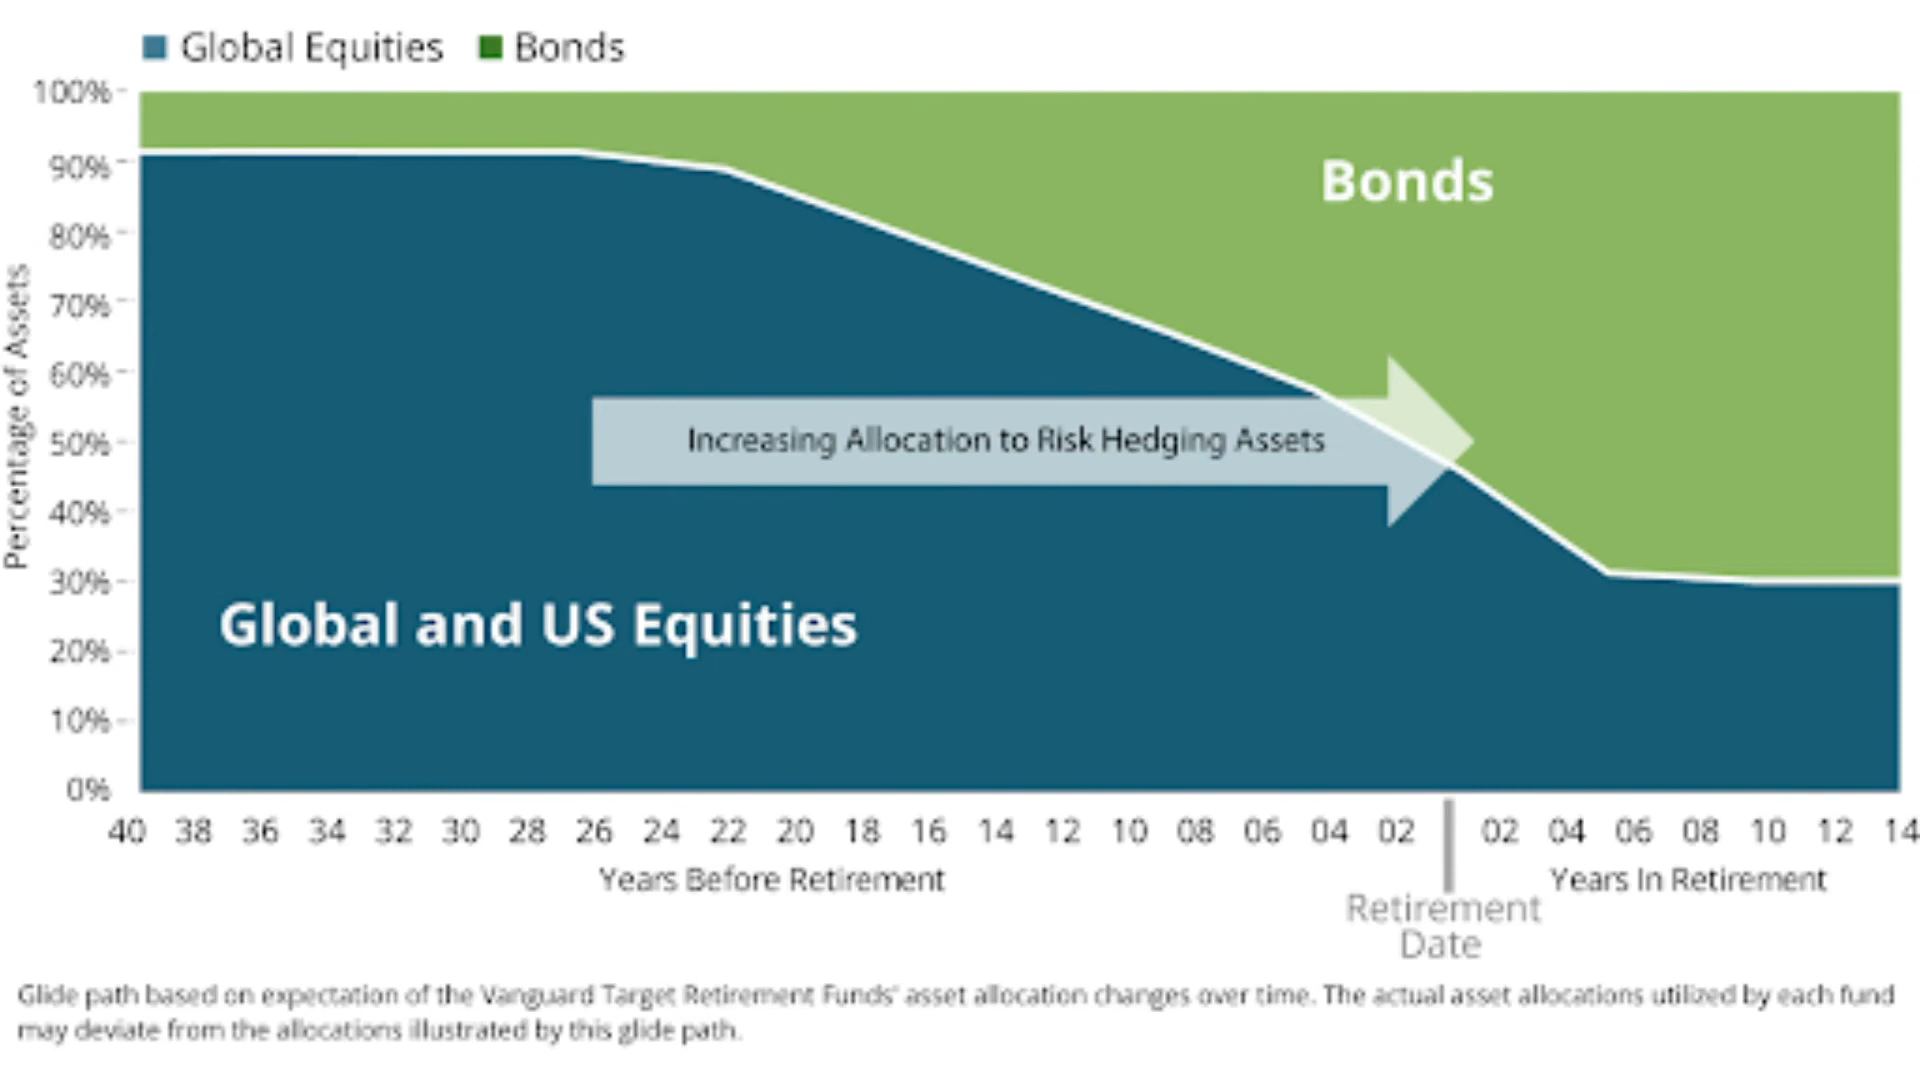 Global Equities Bonds
100%
90%
80%
70%
60%
50%
40%
30%
20%
10%
0%
Percentage of Assets
Bonds
Increasing Allocation to Risk Hedging Assets
Global and US Equities
40 38 36 34 32 30 28 26 24 22 20 18 16 14 12 10 08 06 04 02 02 04 06 08 10 12 14
Years Before Retirement
Years In Retirement
Retirement
Date
Glide path based on expectation of the Vanguard Target Retirement Funds' asset allocation changes over time. The actual asset allocations utilized by each fund
may deviate from the allocations illustrated by this glide path.